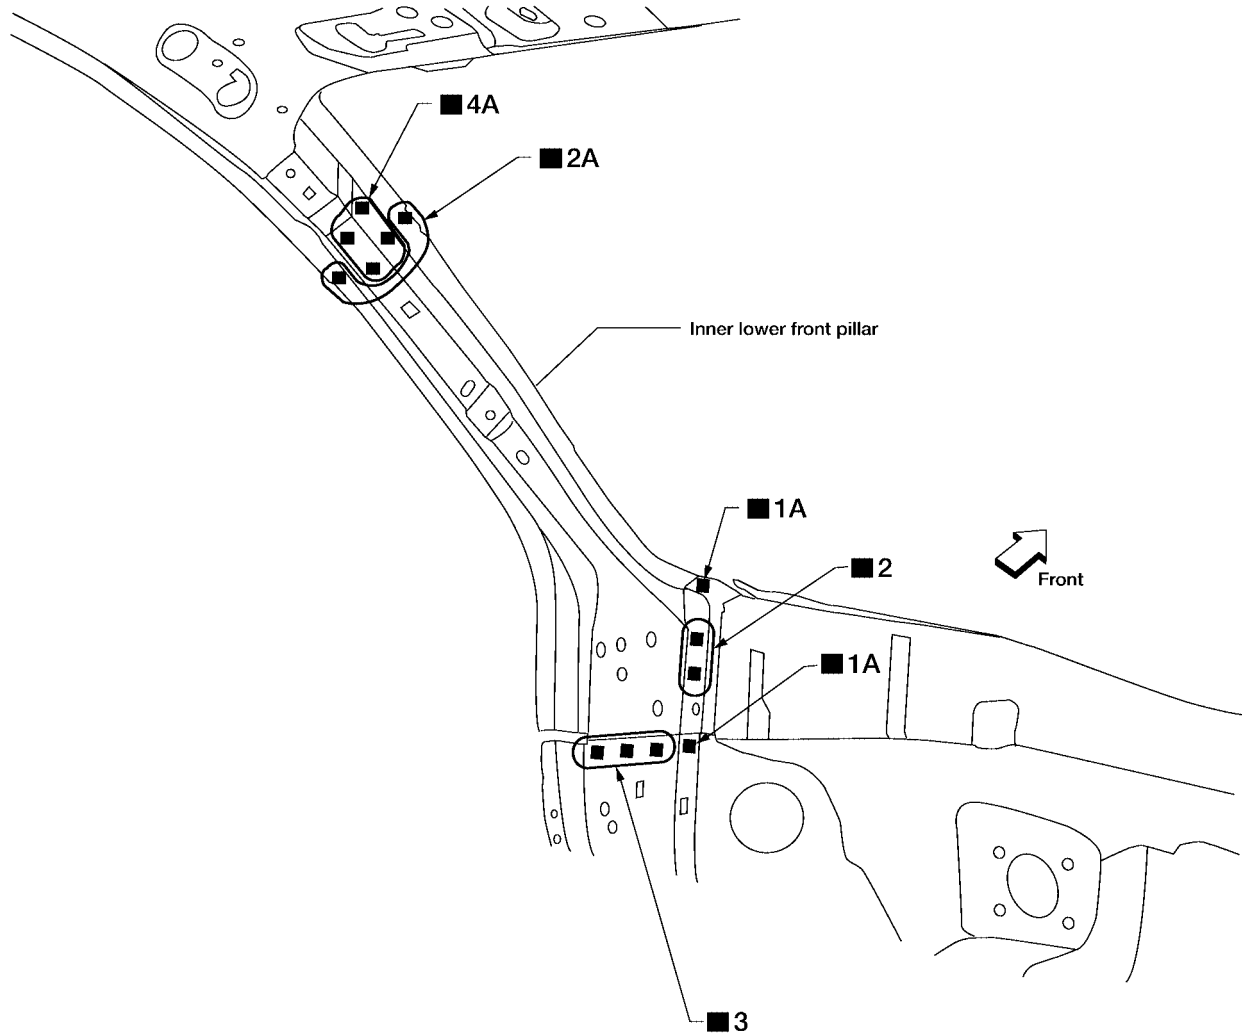 ■4A
■2A
Inner lower front pillar
■1A
■2
Front
■1A
■3